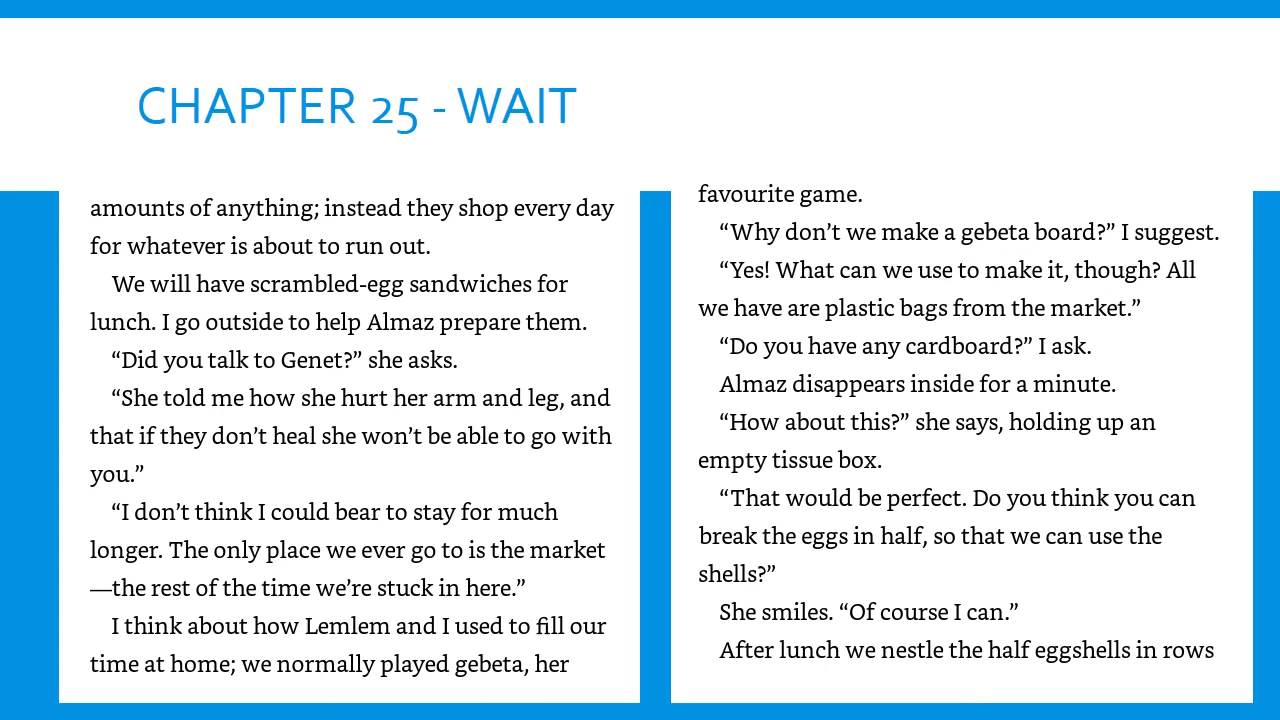 CHAPTER 25 - WAIT
amounts of anything; instead they shop every day
for whatever is about to run out.
We will have scrambled-egg sandwiches for
lunch. I go outside to help Almaz prepare them.
“Did you talk to Genet?” she asks.
“She told me how she hurt her arm and leg, and
that if they don’t heal she won’t be able to go with
you.”
“I don’t think I could bear to stay for much
longer. The only place we ever go to is the market
—the rest of the time we’re stuck in here.”
I think about how Lemlem and I used to fill our
time at home; we normally played gebeta, her
favourite game.
“Why don’t we make a gebeta board?” I suggest.
“Yes! What can we use to make it, though? All
we have are plastic bags from the market.”
“Do you have any cardboard?” I ask.
Almaz disappears inside for a minute.
“How about this?” she says, holding up an
empty tissue box.
“That would be perfect. Do you think you can
break the eggs in half, so that we can use the
shells?”
She smiles. “Of course I can.”
After lunch we nestle the half eggshells in rows